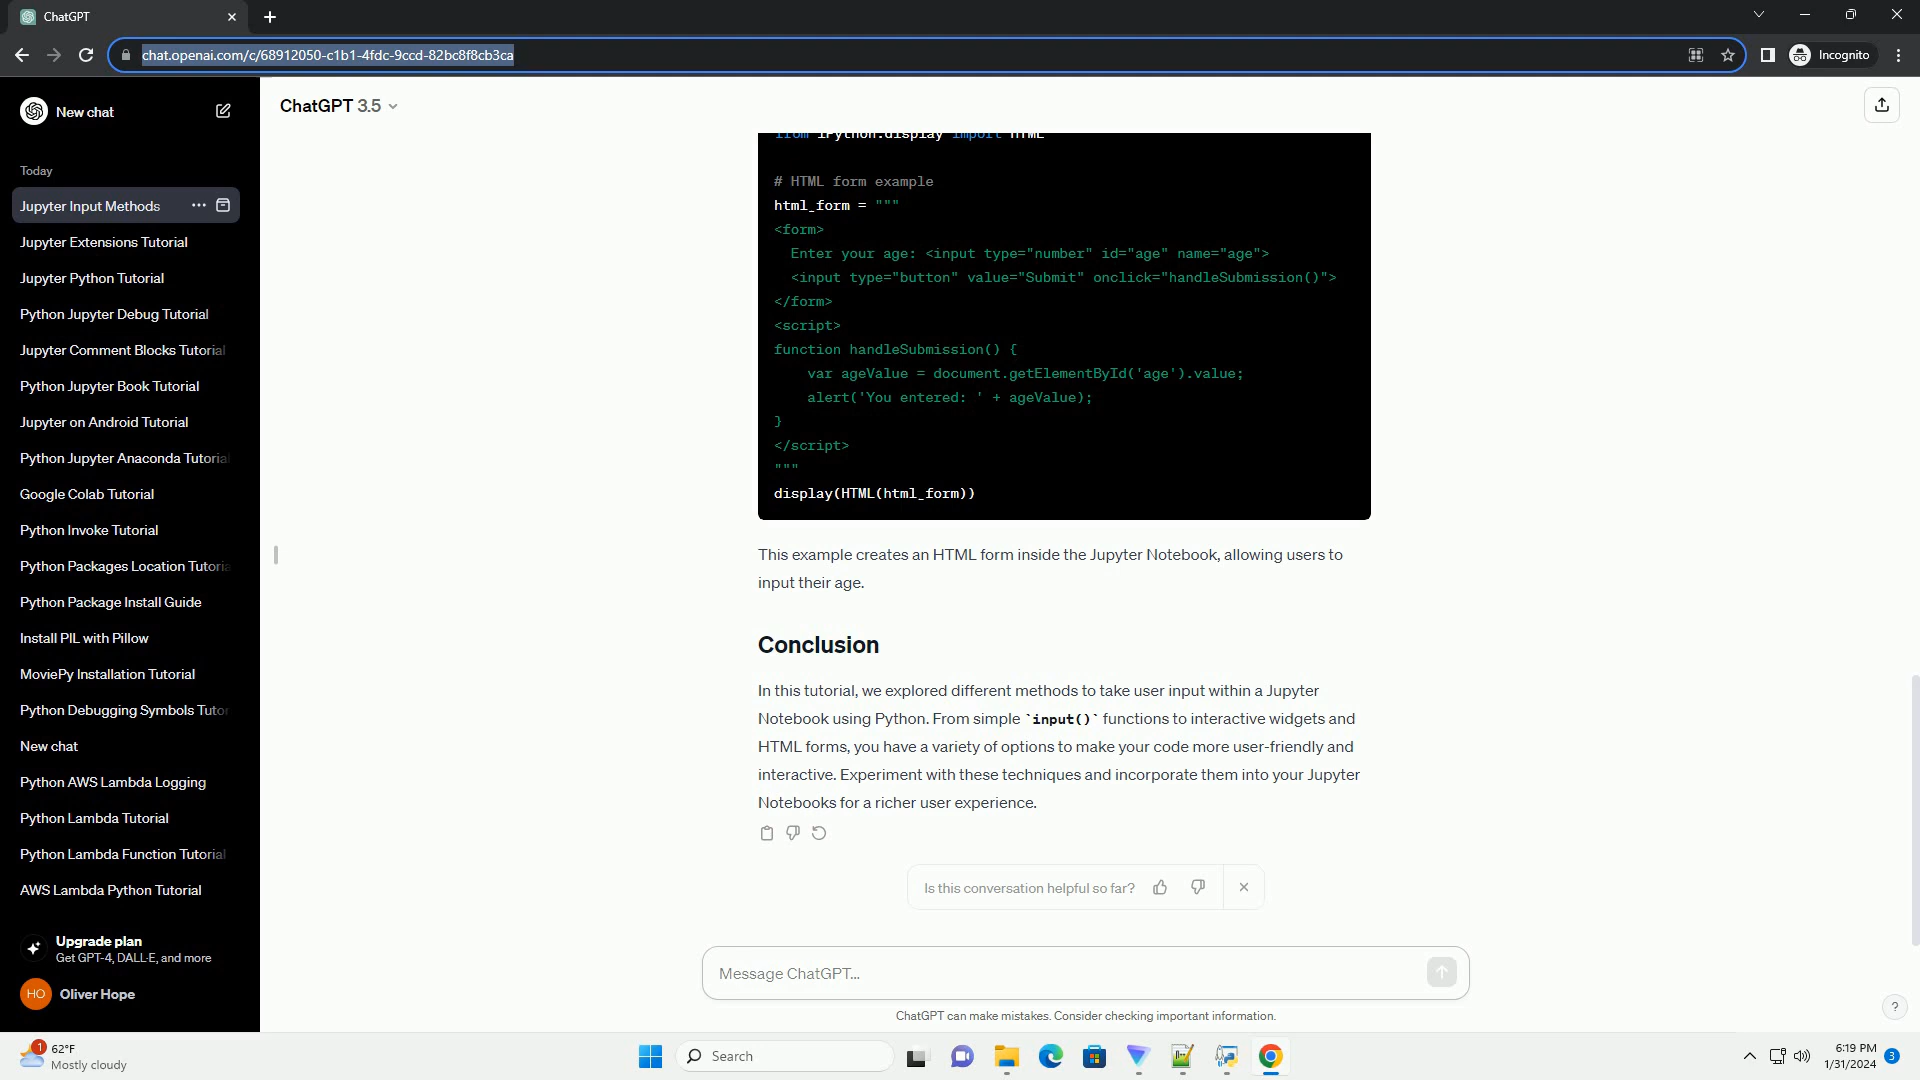 ChatGPT
chat.openai.com/c/68912050-c1b1-4fdc-9ccd-82bc8f8cb3ca
Incognito
New chat
Today
Jupyter Input Methods
Jupyter Extensions Tutorial
Jupyter Python Tutorial
Python Jupyter Debug Tutorial
Jupyter Comment Blocks Tutorial
Python Jupyter Book Tutorial
Jupyter on Android Tutorial
Python Jupyter Anaconda Tutoria
Google Colab Tutorial
Python Invoke Tutorial
Python Packages Location Tutoria
Python Package Install Guide
Install PIL with Pillow
MoviePy Installation Tutorial
Python Debugging Symbols Tutor
New chat
Python AWS Lambda Logging
Python Lambda Tutorial
Python Lambda Function Tutorial
AWS Lambda Python Tutorial
Upgrade plan
Get GPT-4, DALL·E, and more
HO
Oliver Hope
ChatGPT 3.5
from IPython.display import HTML
# HTML form example
html_form = """
<form>
  Enter your age: <input type="number" id="age" name="age">
  <input type="button" value="Submit" onclick="handleSubmission()">
</form>
<script>
function handleSubmission() {
    var ageValue = document.getElementById('age').value;
    alert('You entered: ' + ageValue);
}
</script>
"""
display(HTML(html_form))
This example creates an HTML form inside the Jupyter Notebook, allowing users to
input their age.
Conclusion
In this tutorial, we explored different methods to take user input within a Jupyter
Notebook using Python. From simple `input()` functions to interactive widgets and
HTML forms, you have a variety of options to make your code more user-friendly and
interactive. Experiment with these techniques and incorporate them into your Jupyter
Notebooks for a richer user experience.
Is this conversation helpful so far?
Message ChatGPT...
ChatGPT can make mistakes. Consider checking important information.
?
1
62°F
Mostly cloudy
Search
6:19 PM
1/31/2024
3